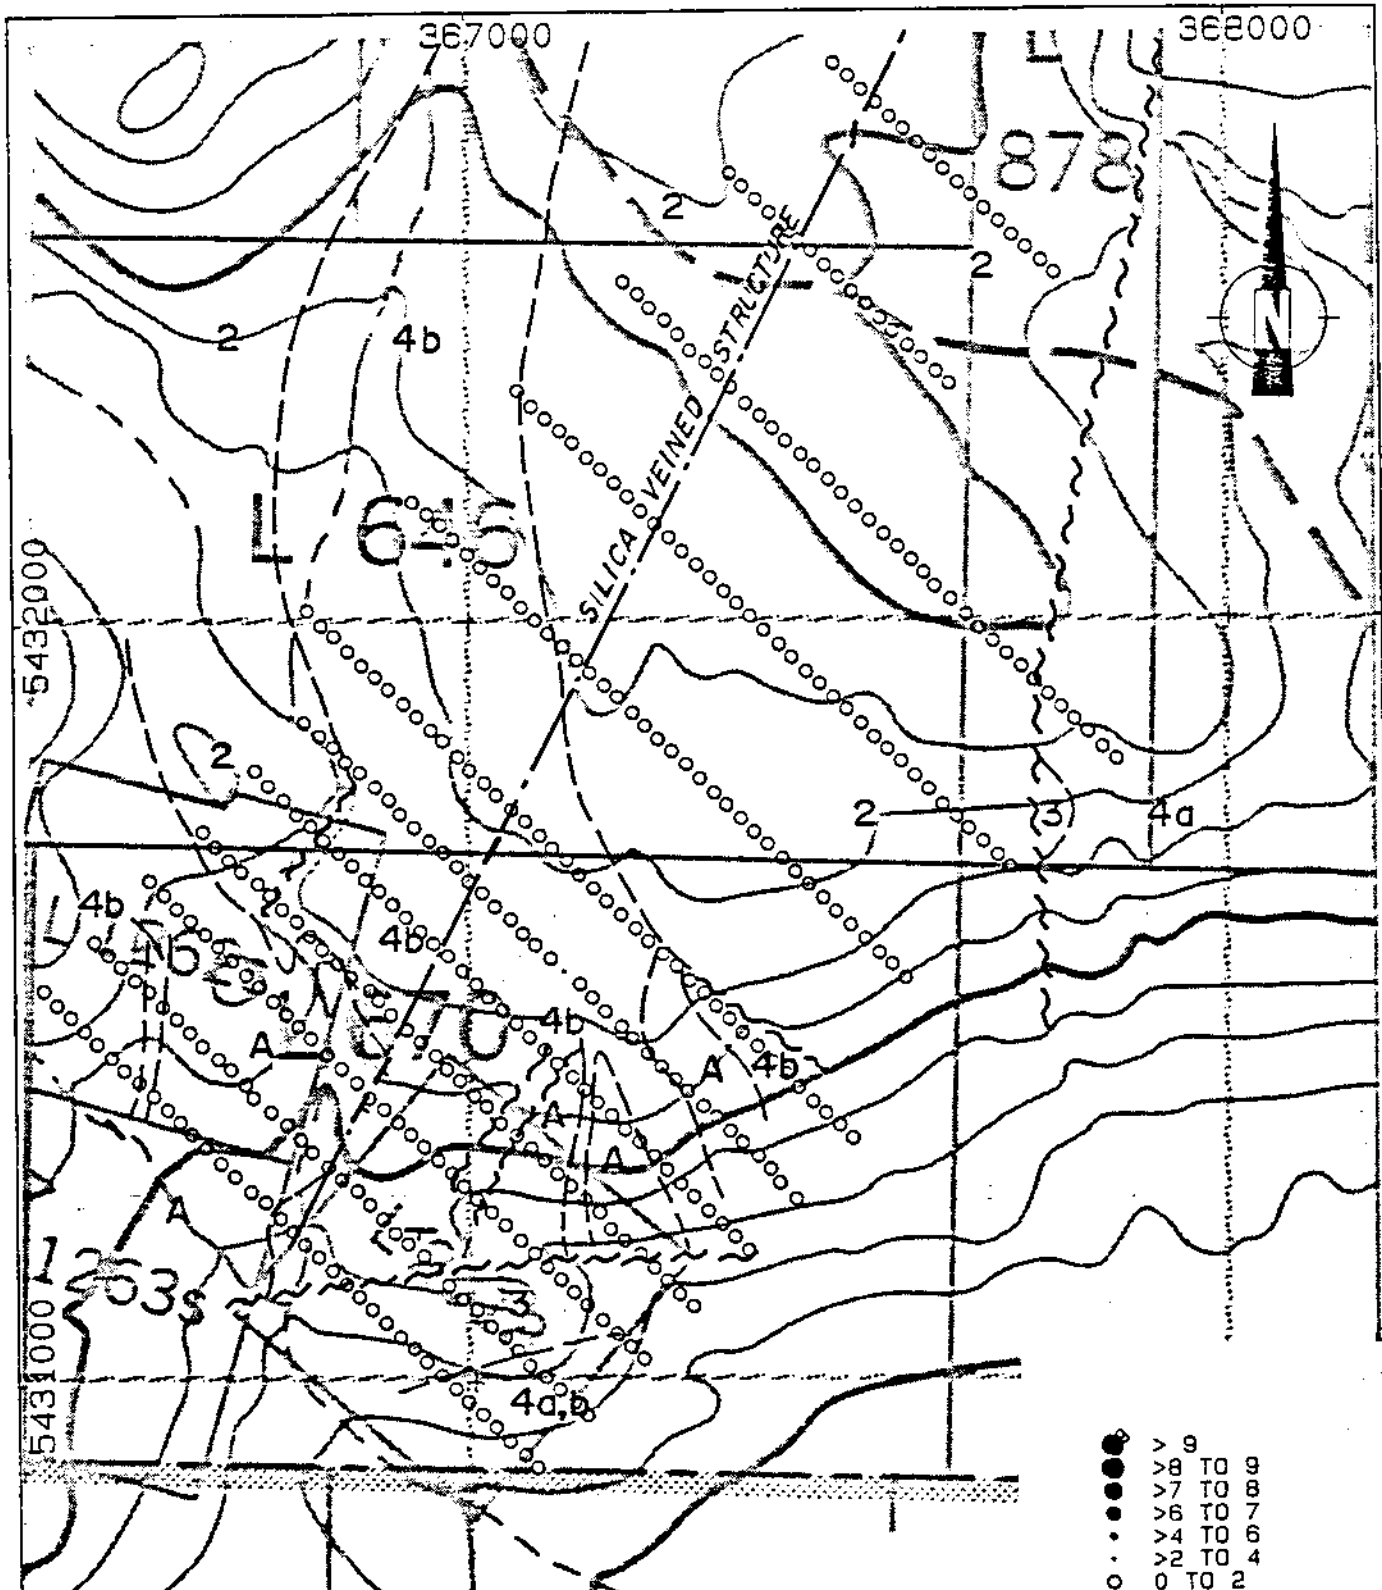 367000
368000
L
878
2
SILICA VEINED STRUCTURE
2
2
4b
L 646
5432000
2
2
3
4a
4b
4b
4b
A
A
4b
A
A
A
1263s
3
5431000
4a,b
N
> 9
>8 TO 9
>7 TO 8
>6 TO 7
>4 TO 6
>2 TO 4
0 TO 2